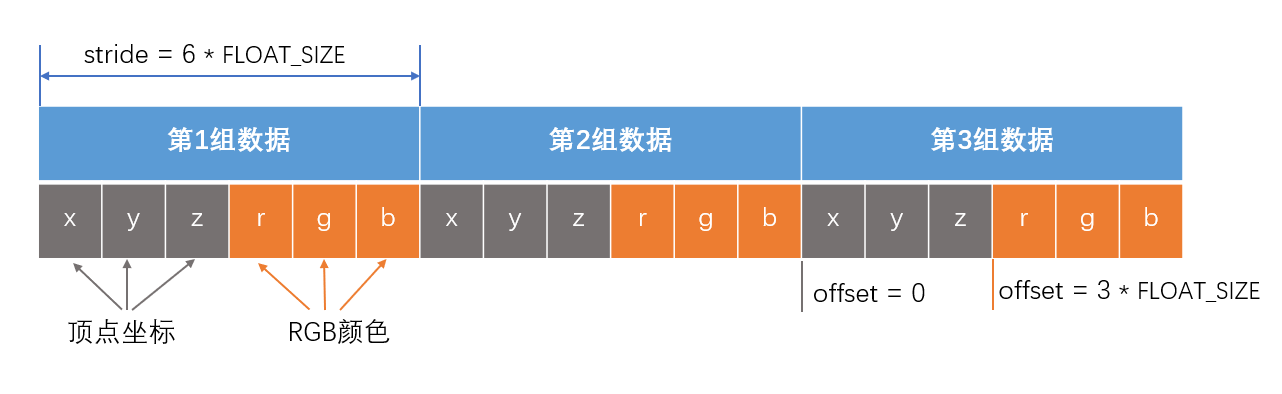 stride = 6 * FLOAT_SIZE
第1组数据 第2组数据 第3组数据
x y z r g b x y z r g b x y z r g b
offset = 0 offset = 3 * FLOAT_SIZE
顶点坐标 RGB颜色